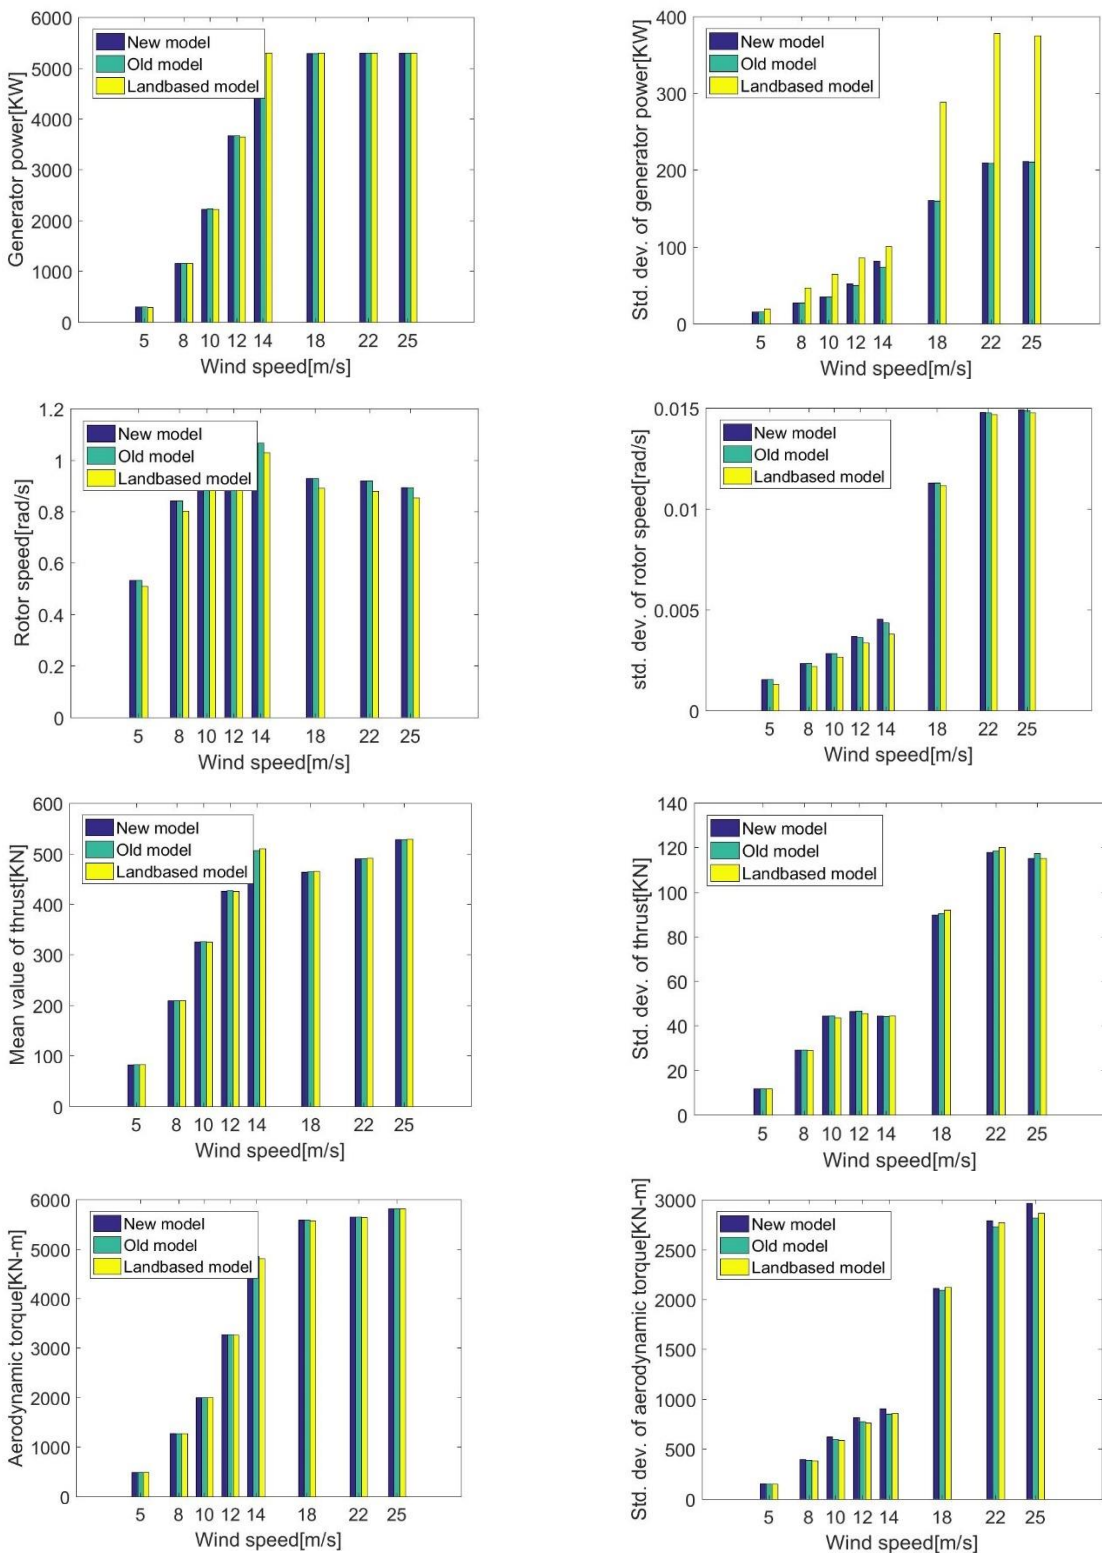 Generator power[KW]
6000
5000
4000
3000
2000
1000
0
New model
Old model
Landbased model
5 8 10 12 14 18 22 25
Wind speed[m/s]
Std. dev. of generator power[KW]
400
300
200
100
0
New model
Old model
Landbased model
5 8 10 12 14 18 22 25
Wind speed[m/s]
Rotor speed[rad/s]
1.2
1
0.8
0.6
0.4
0.2
0
New model
Old model
Landbased model
5 8 10 12 14 18 22 25
Wind speed[m/s]
std. dev. of rotor speed[rad/s]
0.015
0.01
0.005
0
New model
Old model
Landbased model
5 8 10 12 14 18 22 25
Wind speed[m/s]
Mean value of thrust[KN]
600
500
400
300
200
100
0
New model
Old model
Landbased model
5 8 10 12 14 18 22 25
Wind speed[m/s]
Std. dev. of thrust[KN]
140
120
100
80
60
40
20
0
New model
Old model
Landbased model
5 8 10 12 14 18 22 25
Wind speed[m/s]
Aerodynamic torque[KN-m]
6000
5000
4000
3000
2000
1000
0
New model
Old model
Landbased model
5 8 10 12 14 18 22 25
Wind speed[m/s]
Std. dev. of aerodynamic torque[KN-m]
3000
2500
2000
1500
1000
500
0
New model
Old model
Landbased model
5 8 10 12 14 18 22 25
Wind speed[m/s]